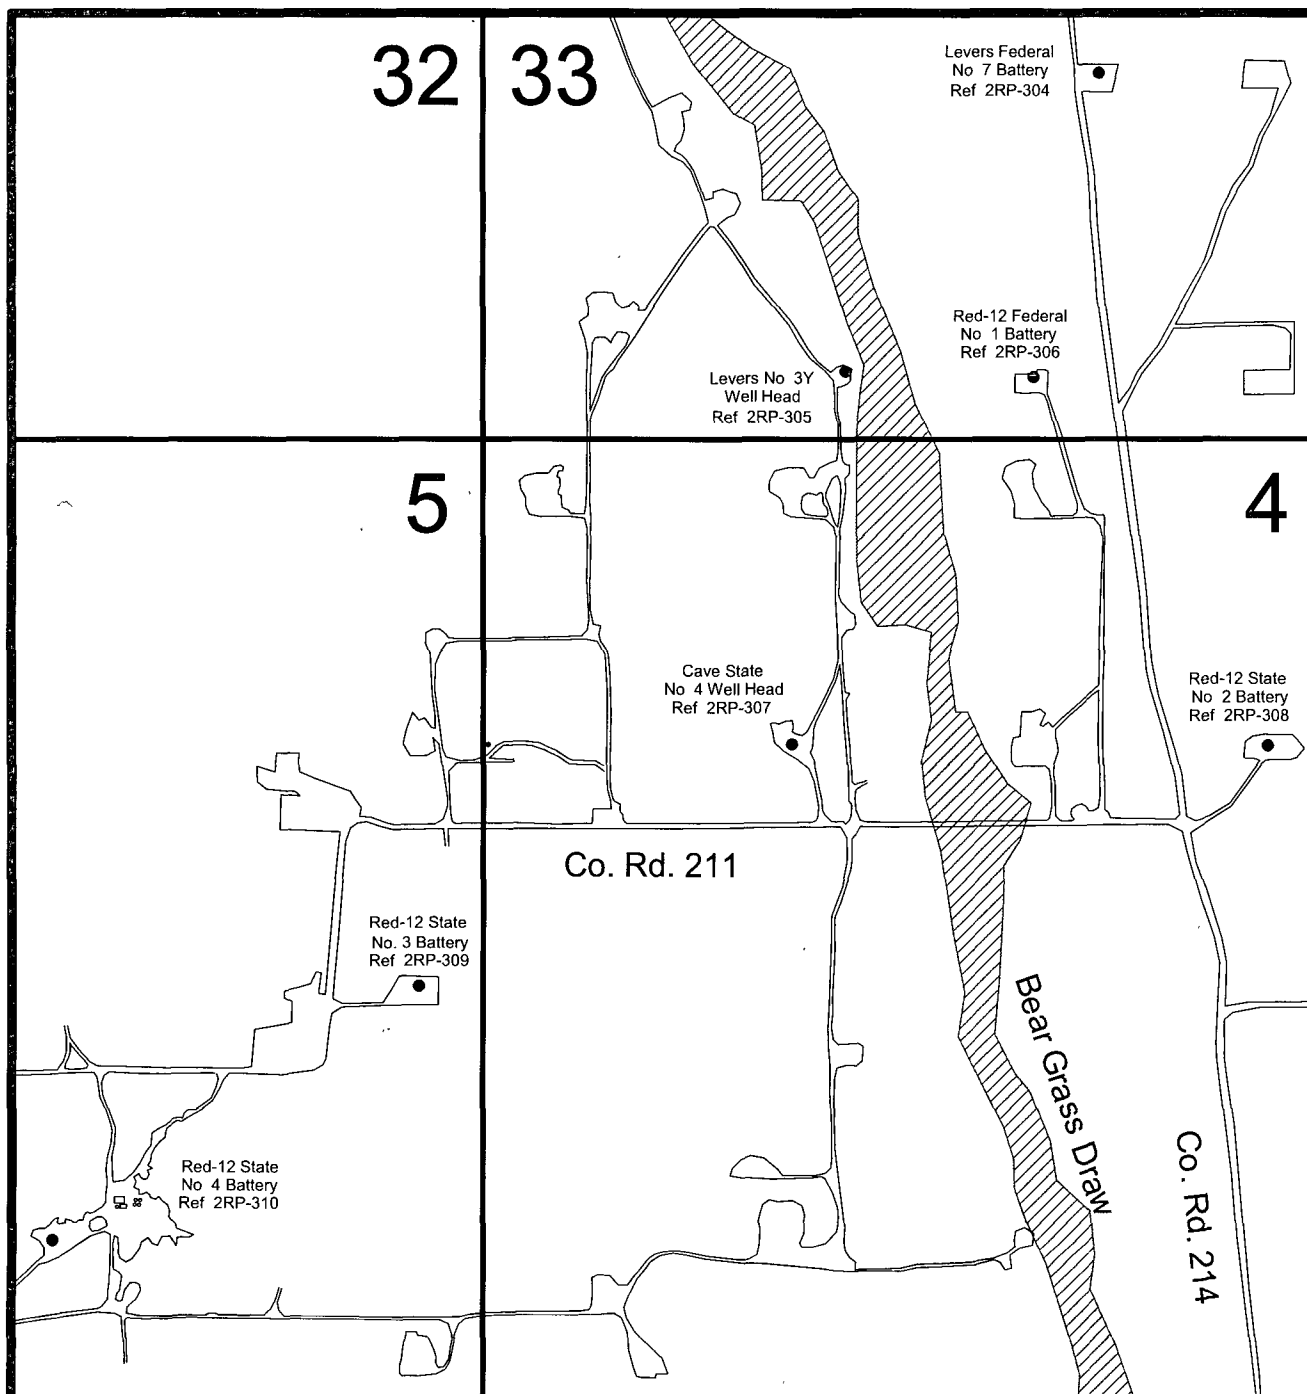 32
33
Levers Federal
No 7 Battery
Ref 2RP-304
Red-12 Federal
No 1 Battery
Ref 2RP-306
Levers No 3Y
Well Head
Ref 2RP-305
5
4
Cave State
No 4 Well Head
Ref 2RP-307
Red-12 State
No 2 Battery
Ref 2RP-308
Co. Rd. 211
Red-12 State
No. 3 Battery
Ref 2RP-309
Bear Grass Draw
Co. Rd. 214
Red-12 State
No 4 Battery
Ref 2RP-310